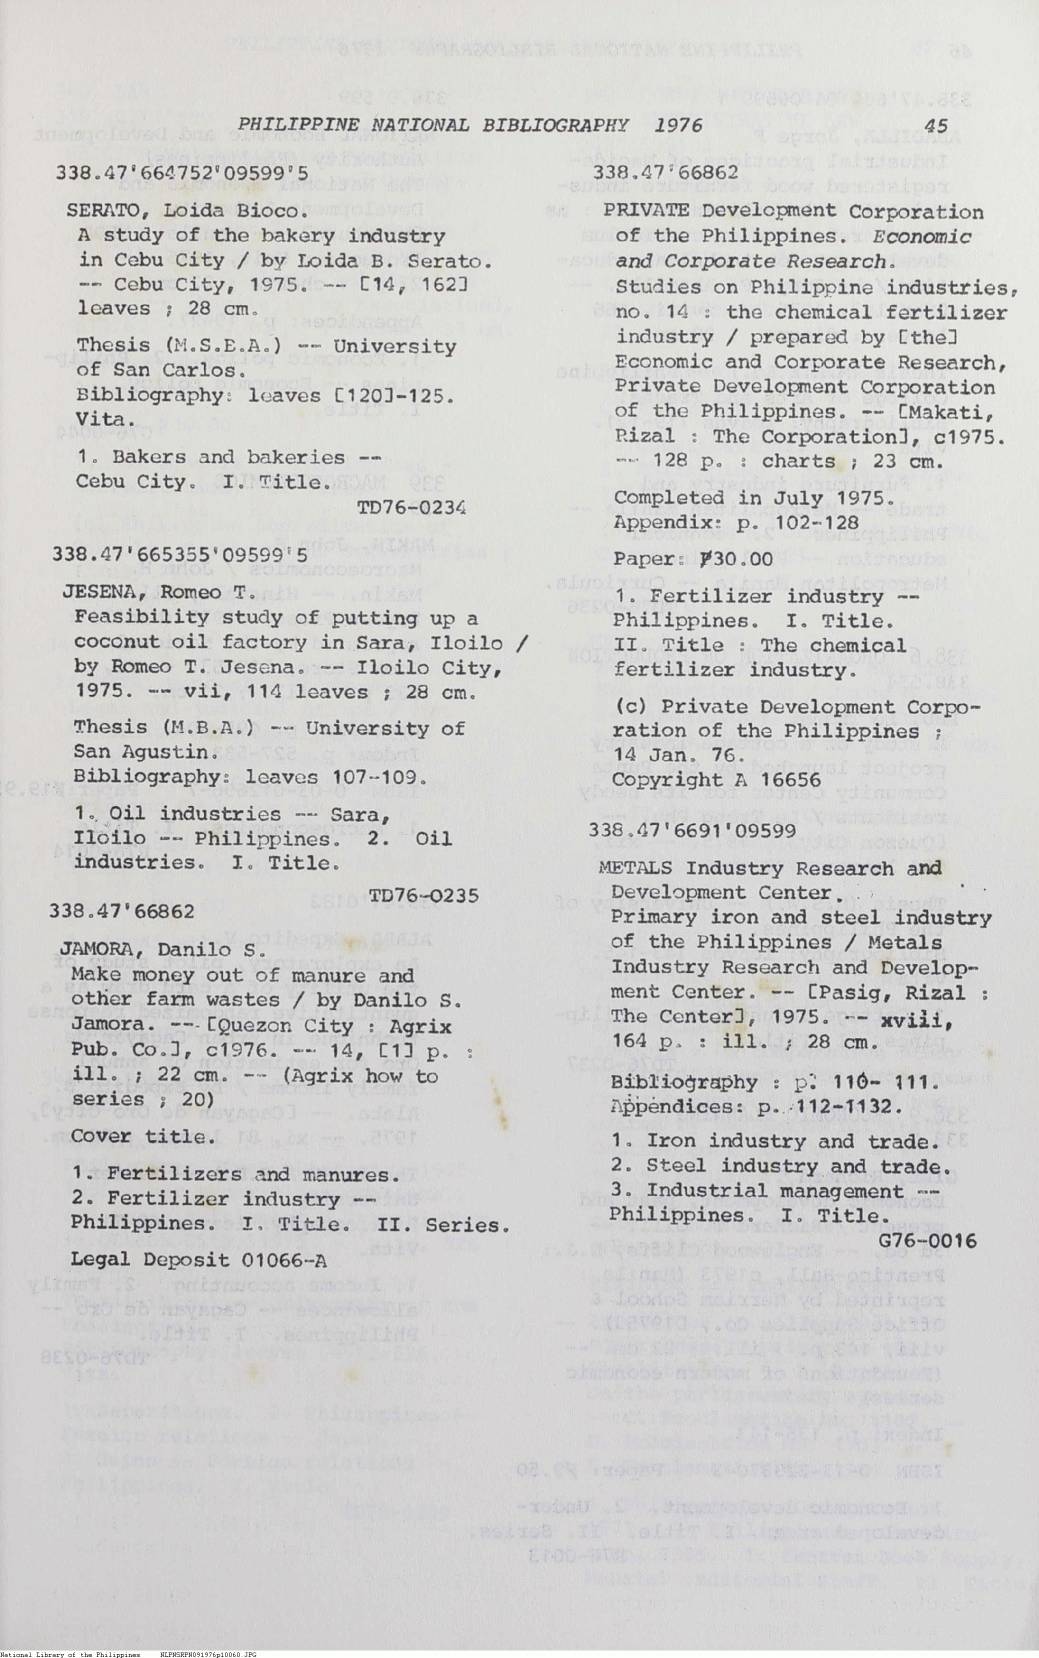 PHILIPPINE NATIONAL BIBLIOGRAPHY 1976 45
338.47'664752'09599'5
SERATO, Loida Bioco.
A study of the bakery industry
in Cebu City / by Loida B. Serato.
-- Cebu City, 1975. -- [14, 162]
leaves ; 28 cm.
Thesis (M.S.E.A.) -- University
of San Carlos.
Bibliography: leaves [120]-125.
Vita.
1. Bakers and bakeries --
Cebu City. I. Title.
TD76-0234
338.47'665355'09599'5
JESENA, Romeo T.
Feasibility study of putting up a
coconut oil factory in Sara, Iloilo /
by Romeo T. Jesena. -- Iloilo City,
1975. -- vii, 114 leaves ; 28 cm.
Thesis (M.B.A.) -- University of
San Agustin.
Bibliography: leaves 107-109.
1. Oil industries -- Sara,
Iloilo -- Philippines. 2. Oil
industries. I. Title.
TD76-0235
338.47'66862
JAMORA, Danilo S.
Make money out of manure and
other farm wastes / by Danilo S.
Jamora. -- [Quezon City : Agrix
Pub. Co.], c1976. -- 14, [1] p. :
ill. ; 22 cm. -- (Agrix how to
series ; 20)
Cover title.
1. Fertilizers and manures.
2. Fertilizer industry --
Philippines. I. Title. II. Series.
Legal Deposit 01066-A
338.47'66862
PRIVATE Development Corporation
of the Philippines. Economic
and Corporate Research.
Studies on Philippine industries,
no. 14 : the chemical fertilizer
industry / prepared by [the]
Economic and Corporate Research,
Private Development Corporation
of the Philippines. -- [Makati,
Rizal : The Corporation], c1975.
-- 128 p. : charts ; 23 cm.
Completed in July 1975.
Appendix: p. 102-128
Paper: ₱30.00
1. Fertilizer industry --
Philippines. I. Title.
II. Title : The chemical
fertilizer industry.
(c) Private Development Corpo-
ration of the Philippines ;
14 Jan. 76.
Copyright A 16656
338.47'6691'09599
METALS Industry Research and
Development Center.
Primary iron and steel industry
of the Philippines / Metals
Industry Research and Develop-
ment Center. -- [Pasig, Rizal :
The Center], 1975. -- xviii,
164 p. : ill. ; 28 cm.
Bibliography : p. 110- 111.
Appendices: p. 112-1132.
1. Iron industry and trade.
2. Steel industry and trade.
3. Industrial management --
Philippines. I. Title.
G76-0016
National Library of the Philippines NLPNSRPN091976p10060.JPG